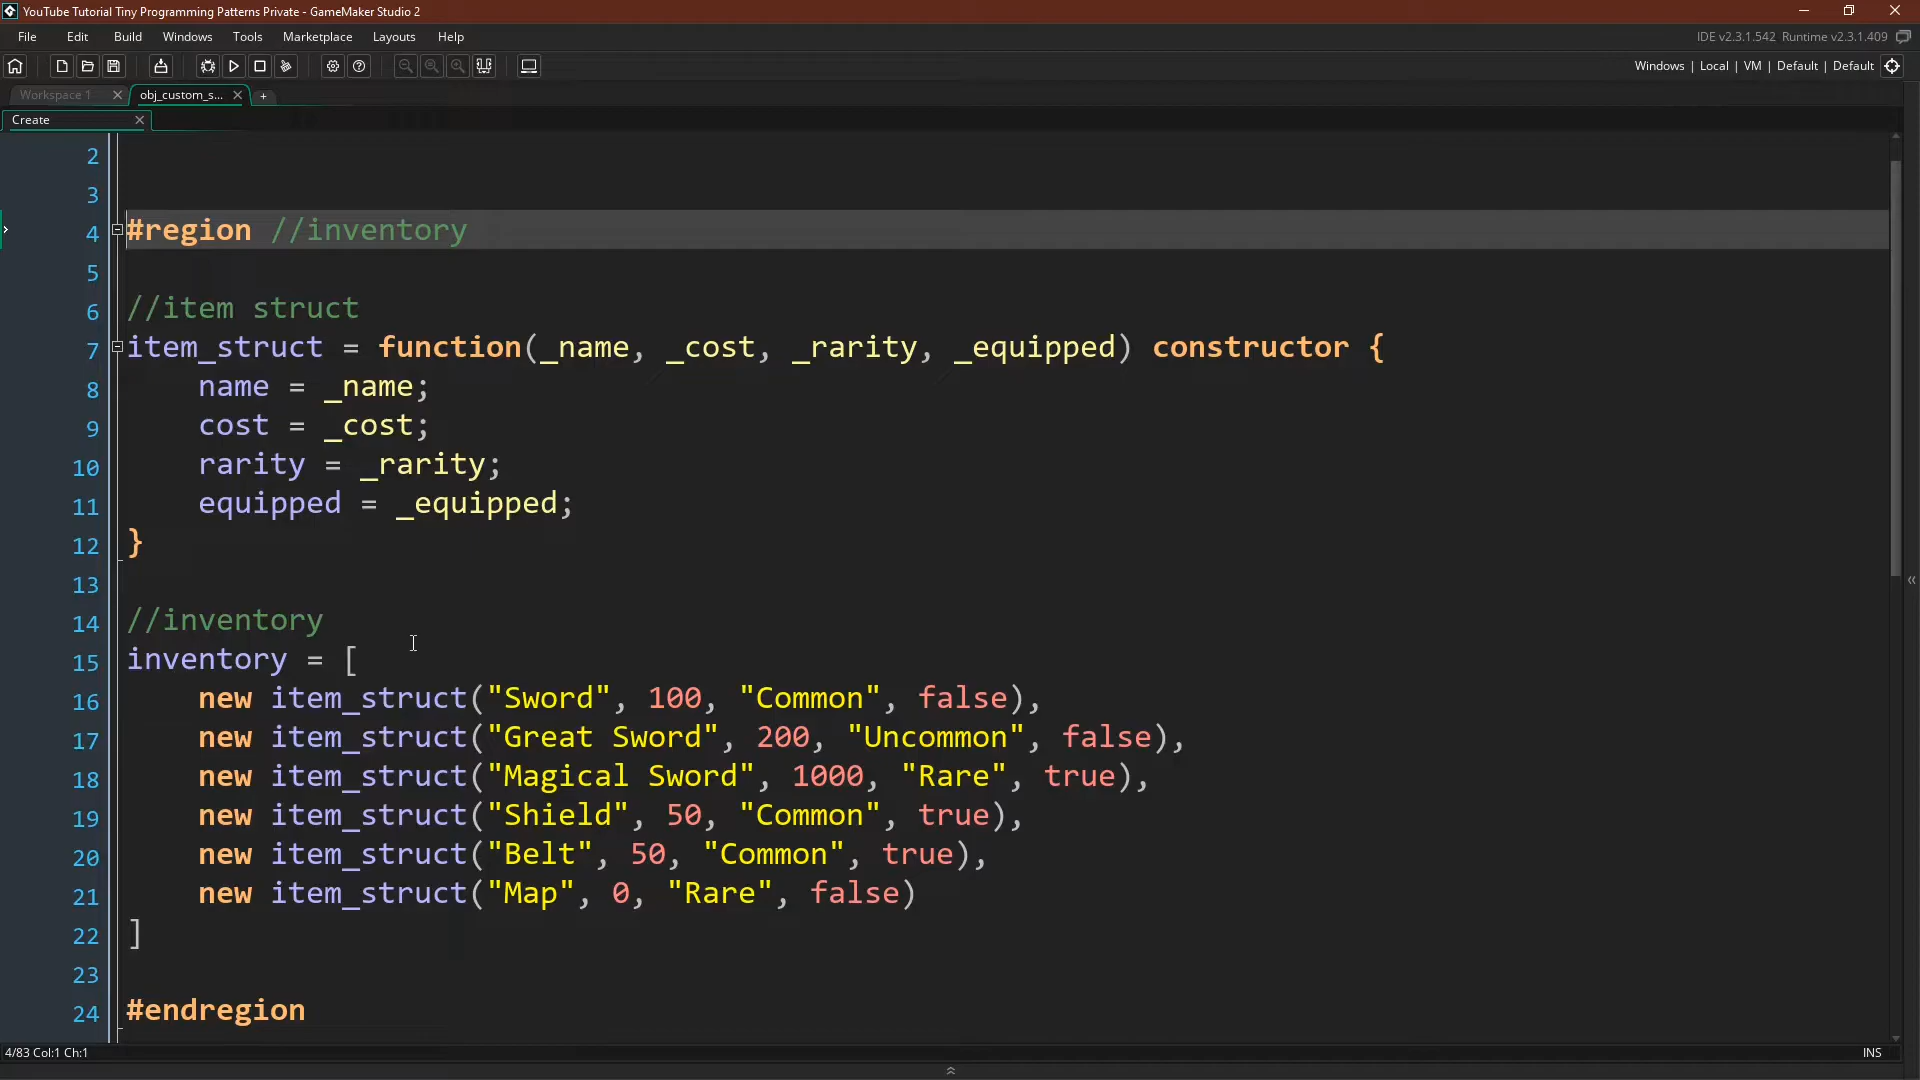 YouTube Tutorial Tiny Programming Patterns Private - GameMaker Studio 2
File Edit Build Windows Tools Marketplace Layouts Help
IDE v2.3.1.542 Runtime v2.3.1.409
Windows | Local | VM | Default | Default
Workspace 1
obj_custom_s...
Create
2
3
4 #region //inventory
5
6 //item struct
7 item_struct = function(_name, _cost, _rarity, _equipped) constructor {
8 name = _name;
9 cost = _cost;
10 rarity = _rarity;
11 equipped = _equipped;
12 }
13
14 //inventory
15 inventory = [
16 new item_struct("Sword", 100, "Common", false),
17 new item_struct("Great Sword", 200, "Uncommon", false),
18 new item_struct("Magical Sword", 1000, "Rare", true),
19 new item_struct("Shield", 50, "Common", true),
20 new item_struct("Belt", 50, "Common", true),
21 new item_struct("Map", 0, "Rare", false)
22 ]
23
24 #endregion
4/83 Col:1 Ch:1
INS